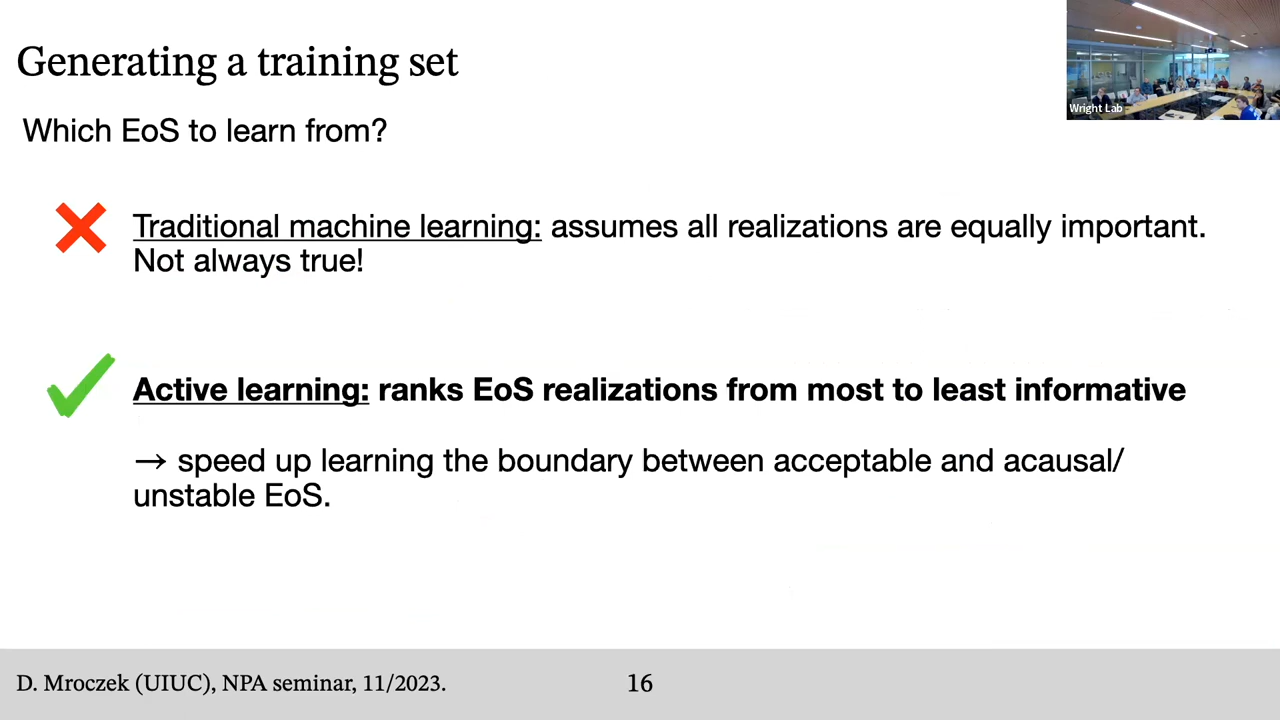 Generating a training set
Wright Lab
Which EoS to learn from?
Traditional machine learning: assumes all realizations are equally important.
Not always true!
Active learning: ranks EoS realizations from most to least informative
→ speed up learning the boundary between acceptable and acausal/
unstable EoS.
D. Mroczek (UIUC), NPA seminar, 11/2023.
16